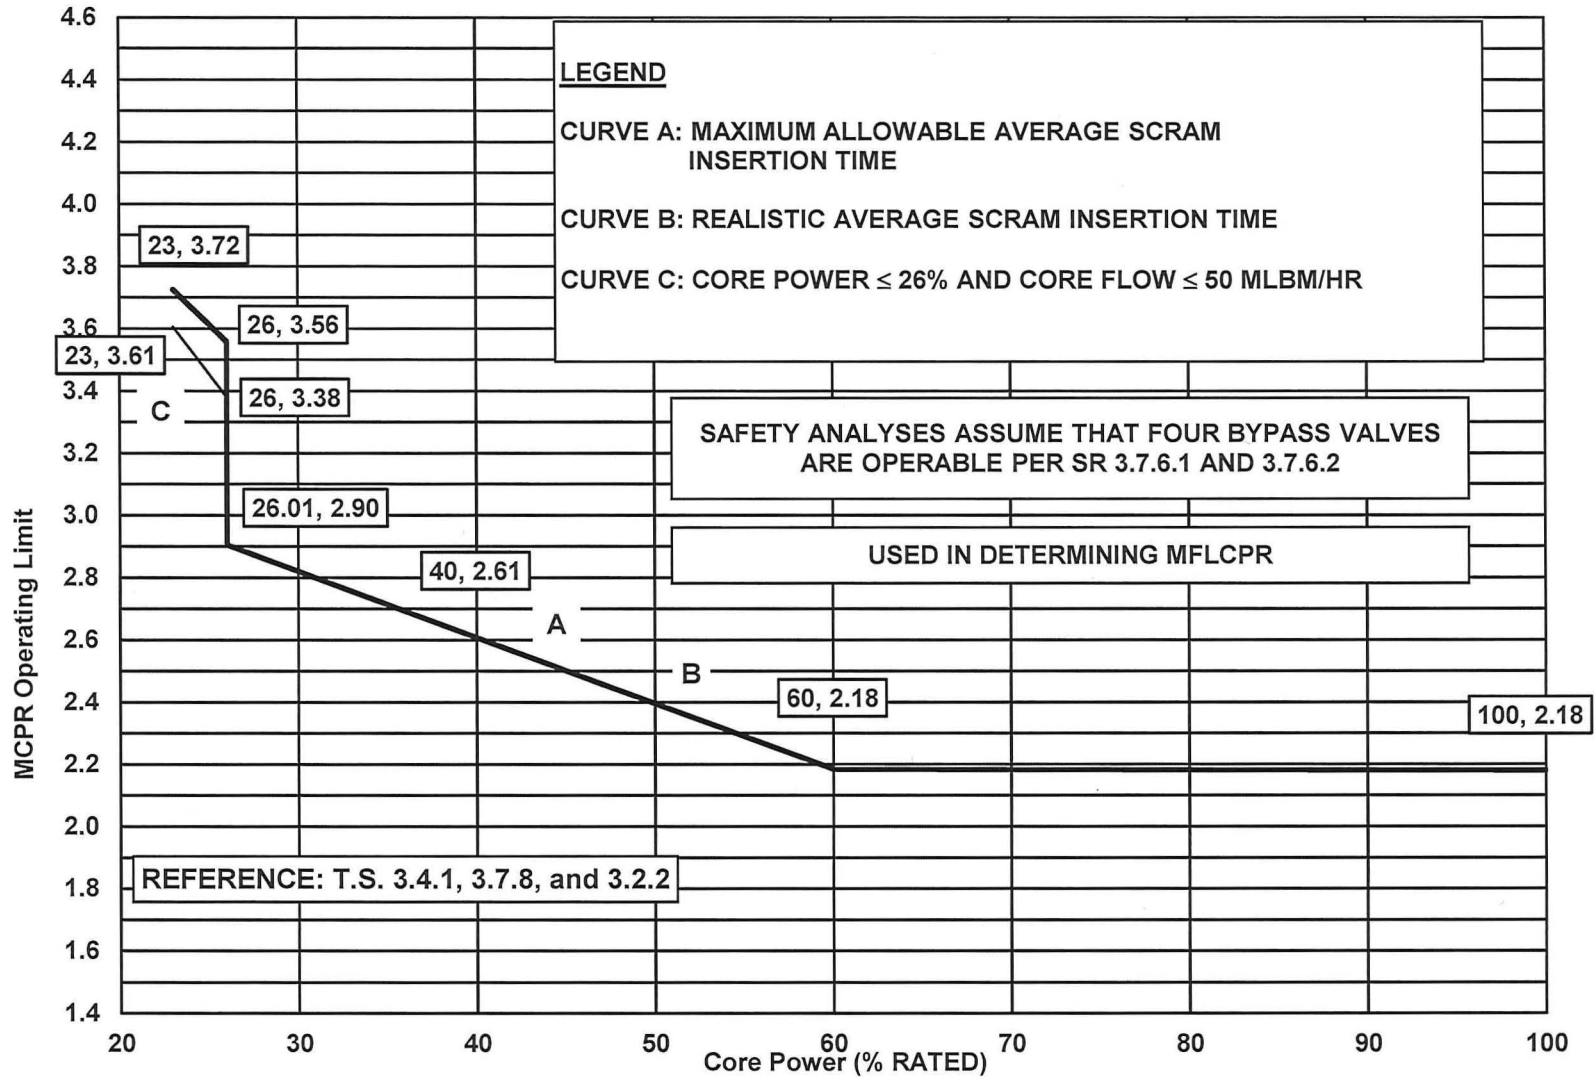 4.6
4.4
4.2
4.0
3.8
3.6
3.4
3.2
3.0
2.8
2.6
2.4
2.2
2.0
1.8
1.6
1.4
MCPR Operating Limit
LEGEND
CURVE A: MAXIMUM ALLOWABLE AVERAGE SCRAM
INSERTION TIME
CURVE B: REALISTIC AVERAGE SCRAM INSERTION TIME
CURVE C: CORE POWER ≤ 26% AND CORE FLOW ≤ 50 MLBM/HR
23, 3.72
26, 3.56
23, 3.61
26, 3.38
C
SAFETY ANALYSES ASSUME THAT FOUR BYPASS VALVES
ARE OPERABLE PER SR 3.7.6.1 AND 3.7.6.2
26.01, 2.90
USED IN DETERMINING MFLCPR
40, 2.61
A
B
60, 2.18
100, 2.18
REFERENCE: T.S. 3.4.1, 3.7.8, and 3.2.2
20
30
40
50
60
70
80
90
100
Core Power (% RATED)